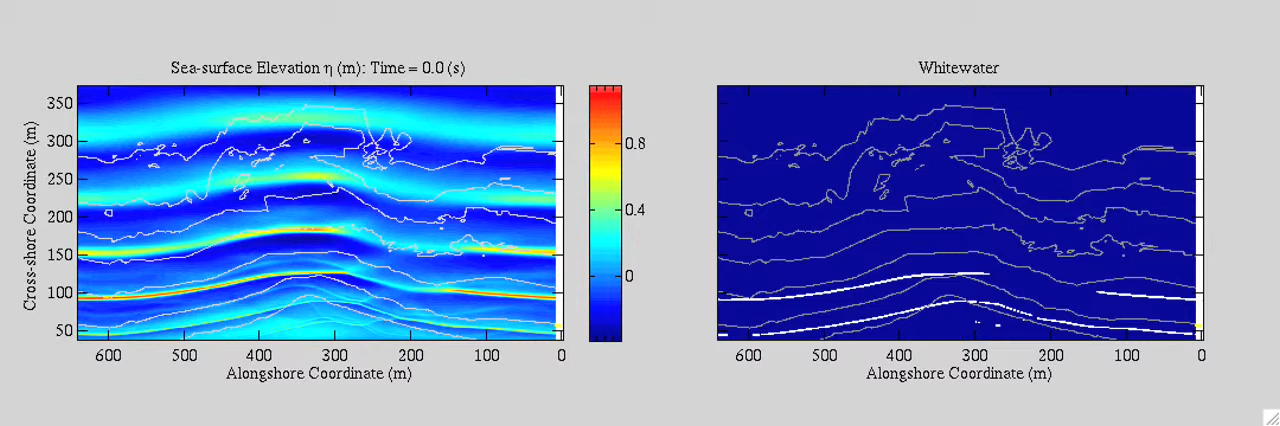 Sea-surface Elevation η (m): Time = 0.0 (s)
Cross-shore Coordinate (m)
350
300
250
200
150
100
50
600 500 400 300 200 100 0
Alongshore Coordinate (m)
0.8
0.4
0
Whitewater
600 500 400 300 200 100 0
Alongshore Coordinate (m)